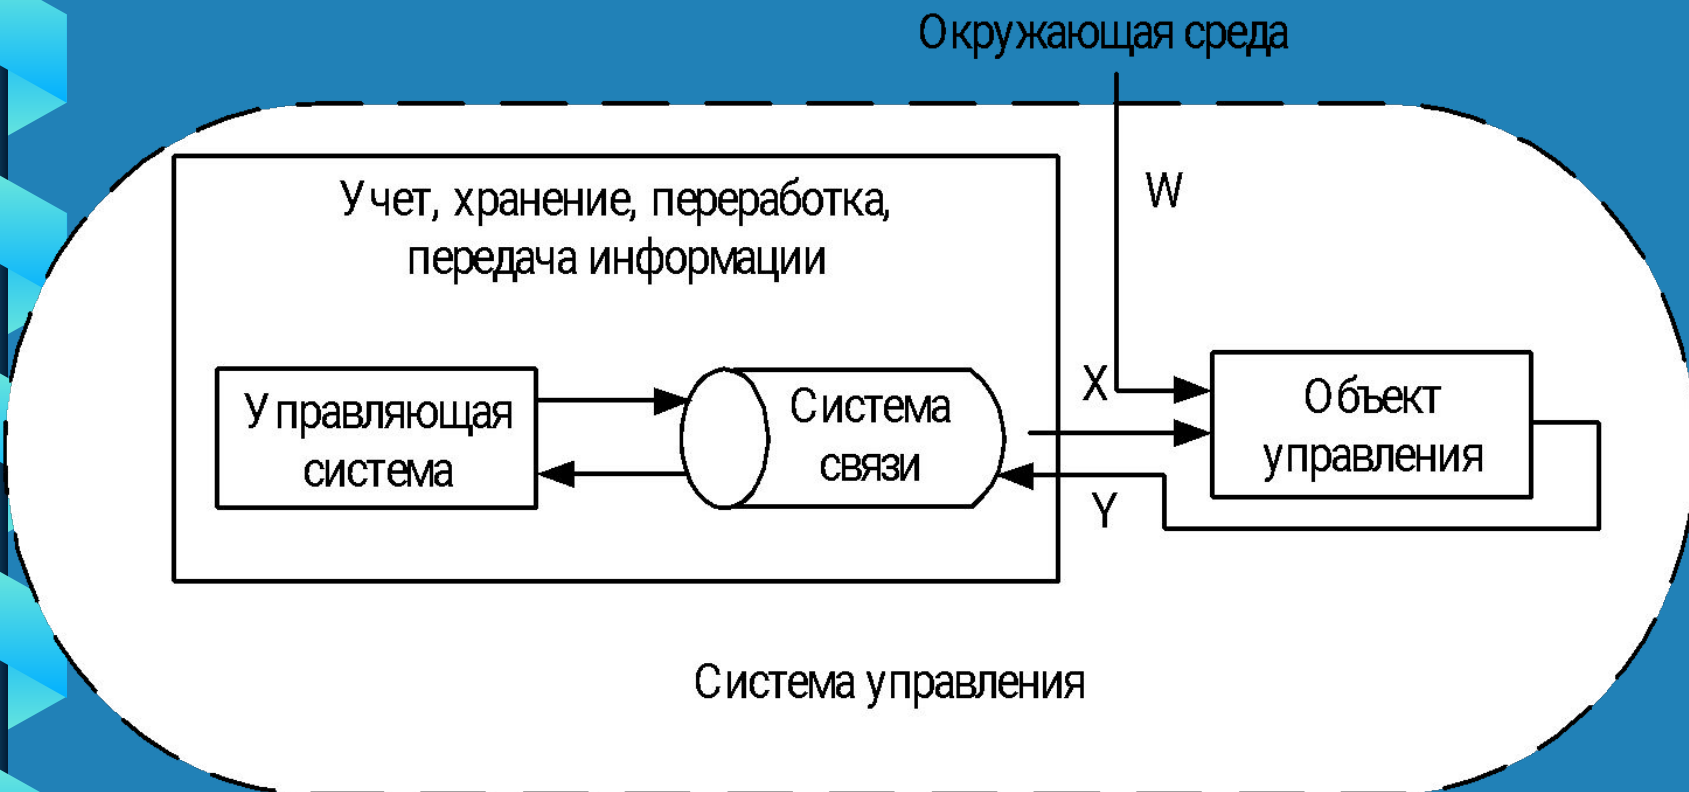 Окружающая среда
W
Учет, хранение, переработка,
передача информации
X
Управляющая
система
Система
связи
Объект
управления
Y
Система управления